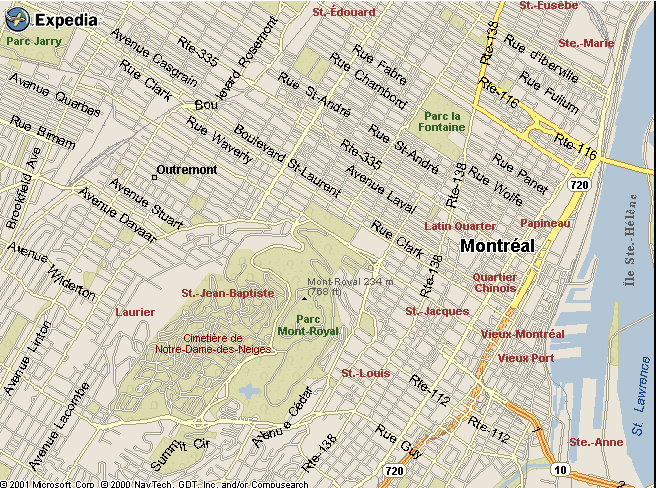 Expedia
St.-Édouard
St.-Eusèbe
Parc Jarry
Rte-335
Boulevard Rosemont
Rte-138
Ste.-Marie
Avenue Casgrain
Rue Fabre
Rue d'iberville
Rue Clark
Rue Chambord
Rue Fullum
Avenue Querbas
Rue St-André
Rte-116
Parc la
Fontaine
Rue Birnam
Rue Waverly
Boulevard St-Laurent
Rte-335
Rue St-André
Rte-116
Brookfield Ave
Outremont
Avenue Laval
Rte-138
Rue Panet
Rue Wolfe
720
Avenue Stuart
Avenue Davaar
Latin Quarter
Papineau
Île Ste.-Hélène
Rue Clark
Montréal
Avenue Wilderton
Rte-138
Mont-Royal 234 m
(768 ft)
Quartier
Chinois
St.-Jean-Baptiste
Laurier
St.-Jacques
Parc
Mont-Royal
Cimetière de
Notre-Dame-des-Neiges
Vieux-Montréal
Vieux Port
Avenue Linton
St.-Louis
St. Lawrence
Avenue Lacombe
Avenue Cedar
Rte-112
Rte-112
1
Summit Cir
Rte-138
Rue Guy
Ste.-Anne
720
10
© 2001 Microsoft Corp © 2000 NavTech, GDT, Inc. and/or Compusearch